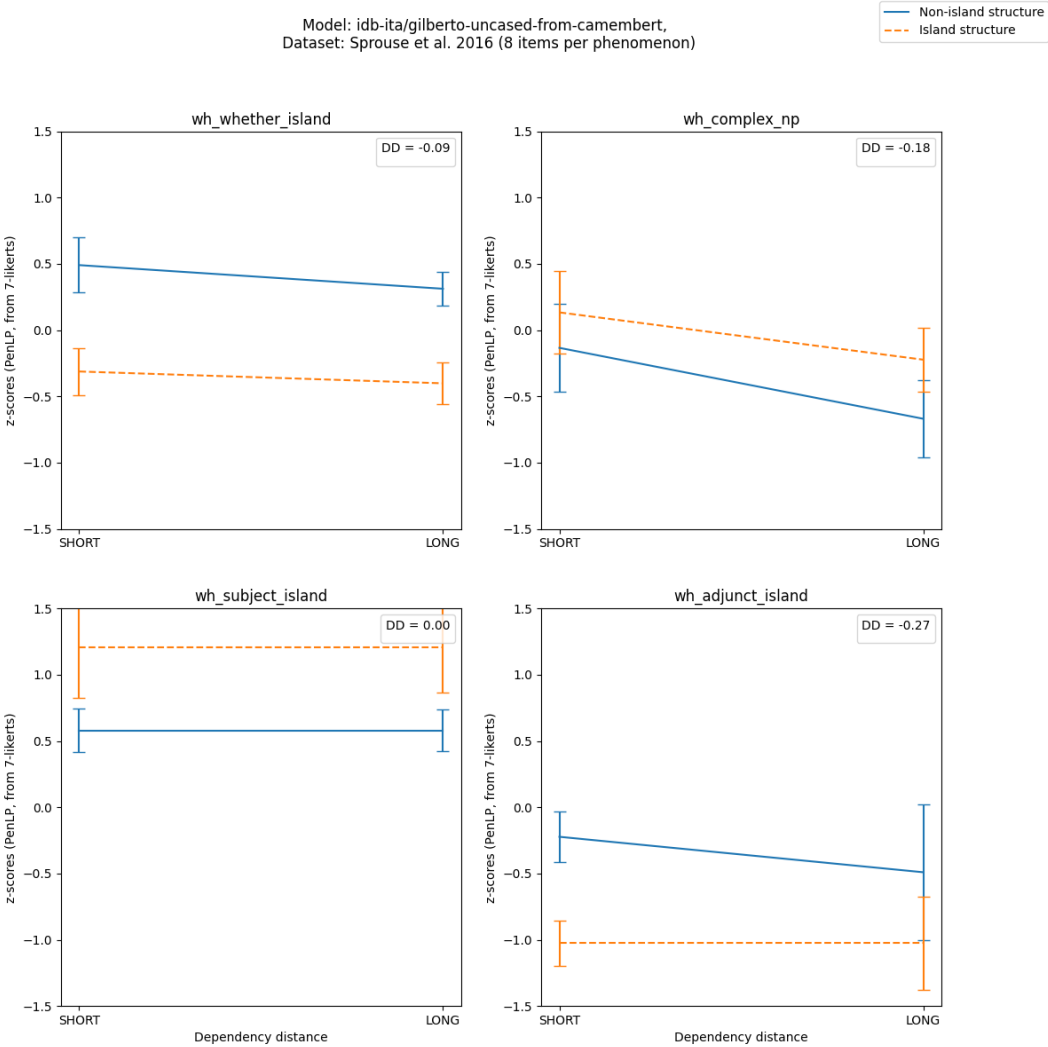 Model: idb-ita/gilberto-uncased-from-camembert,
Dataset: Sprouse et al. 2016 (8 items per phenomenon)
Non-island structure
Island structure
wh_whether_island
DD = -0.09
z-scores (PenLP, from 7-likerts)
1.5
1.0
0.5
0.0
−0.5
−1.0
−1.5
SHORT
LONG
wh_complex_np
DD = -0.18
z-scores (PenLP, from 7-likerts)
1.5
1.0
0.5
0.0
−0.5
−1.0
−1.5
SHORT
LONG
wh_subject_island
DD = 0.00
z-scores (PenLP, from 7-likerts)
1.5
1.0
0.5
0.0
−0.5
−1.0
−1.5
SHORT
LONG
Dependency distance
wh_adjunct_island
DD = -0.27
z-scores (PenLP, from 7-likerts)
1.5
1.0
0.5
0.0
−0.5
−1.0
−1.5
SHORT
LONG
Dependency distance